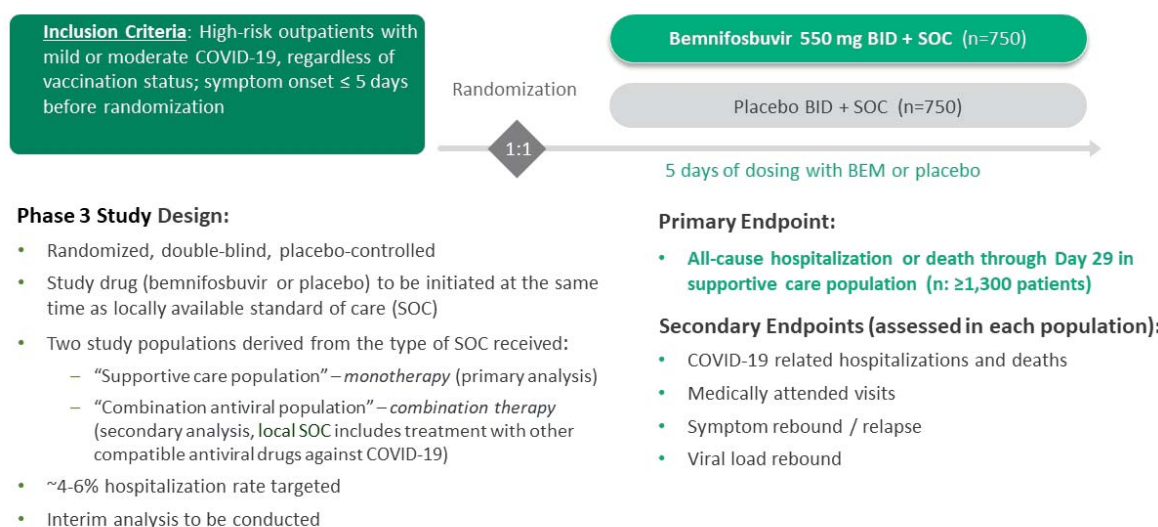 Inclusion Criteria: High-risk outpatients with
mild or moderate COVID-19, regardless of
vaccination status; symptom onset ≤ 5 days
before randomization
Randomization
1:1
Bemnifosbuvir 550 mg BID + SOC (n=750)
Placebo BID + SOC (n=750)
5 days of dosing with BEM or placebo
Phase 3 Study Design:
• Randomized, double-blind, placebo-controlled
• Study drug (bemnifosbuvir or placebo) to be initiated at the same
time as locally available standard of care (SOC)
• Two study populations derived from the type of SOC received:
– “Supportive care population” – monotherapy (primary analysis)
– “Combination antiviral population” – combination therapy
(secondary analysis, local SOC includes treatment with other
compatible antiviral drugs against COVID-19)
• ~4-6% hospitalization rate targeted
• Interim analysis to be conducted
Primary Endpoint:
• All-cause hospitalization or death through Day 29 in
supportive care population (n: ≥1,300 patients)
Secondary Endpoints (assessed in each population):
• COVID-19 related hospitalizations and deaths
• Medically attended visits
• Symptom rebound / relapse
• Viral load rebound